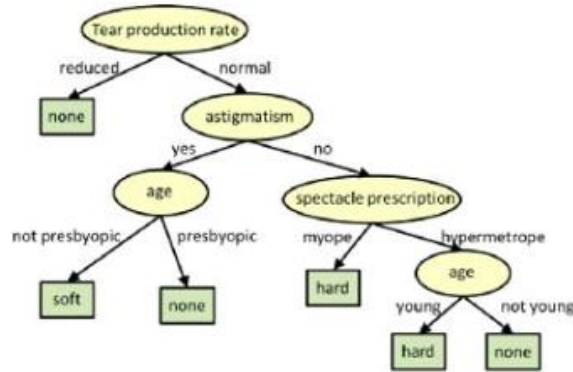 Tear production rate
reduced normal
none astigmatism
yes no
age spectacle prescription
not presbyopic presbyopic myope hypermetrope
soft none hard age
young not young
hard none